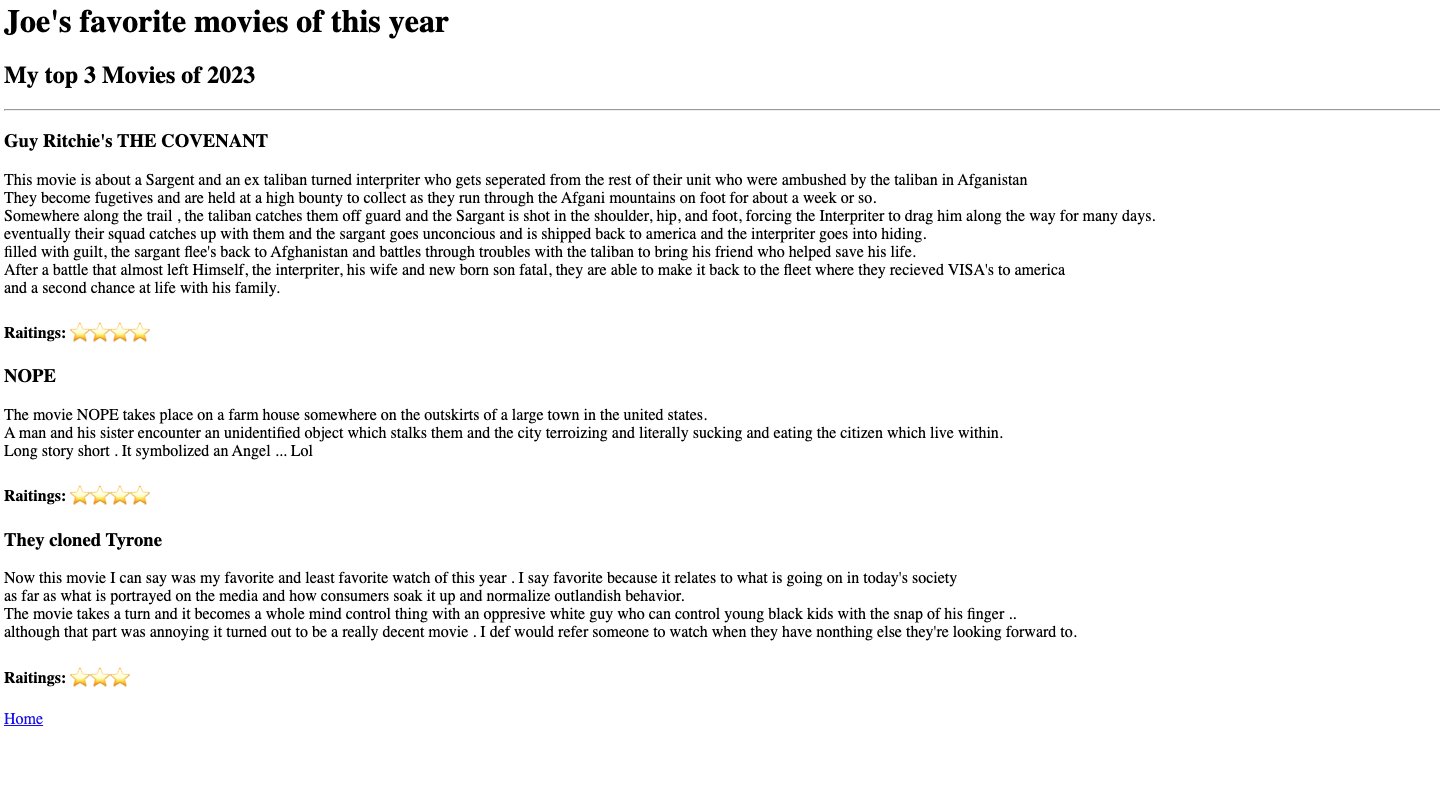 Joe's favorite movies of this year
My top 3 Movies of 2023
Guy Ritchie's THE COVENANT
This movie is about a Sargent and an ex taliban turned interpriter who gets seperated from the rest of their unit who were ambushed by the taliban in Afganistan
They become fugetives and are held at a high bounty to collect as they run through the Afgani mountains on foot for about a week or so.
Somewhere along the trail , the taliban catches them off guard and the Sargant is shot in the shoulder, hip, and foot, forcing the Interpriter to drag him along the way for many days.
eventually their squad catches up with them and the sargant goes unconcious and is shipped back to america and the interpriter goes into hiding.
filled with guilt, the sargant flee's back to Afghanistan and battles through troubles with the taliban to bring his friend who helped save his life.
After a battle that almost left Himself, the interpriter, his wife and new born son fatal, they are able to make it back to the fleet where they recieved VISA's to america
and a second chance at life with his family.
Raitings: ⭐⭐⭐⭐
NOPE
The movie NOPE takes place on a farm house somewhere on the outskirts of a large town in the united states.
A man and his sister encounter an unidentified object which stalks them and the city terroizing and literally sucking and eating the citizen which live within.
Long story short . It symbolized an Angel ... Lol
Raitings: ⭐⭐⭐⭐
They cloned Tyrone
Now this movie I can say was my favorite and least favorite watch of this year . I say favorite because it relates to what is going on in today's society
as far as what is portrayed on the media and how consumers soak it up and normalize outlandish behavior.
The movie takes a turn and it becomes a whole mind control thing with an oppresive white guy who can control young black kids with the snap of his finger ..
although that part was annoying it turned out to be a really decent movie . I def would refer someone to watch when they have nonthing else they're looking forward to.
Raitings: ⭐⭐⭐
Home